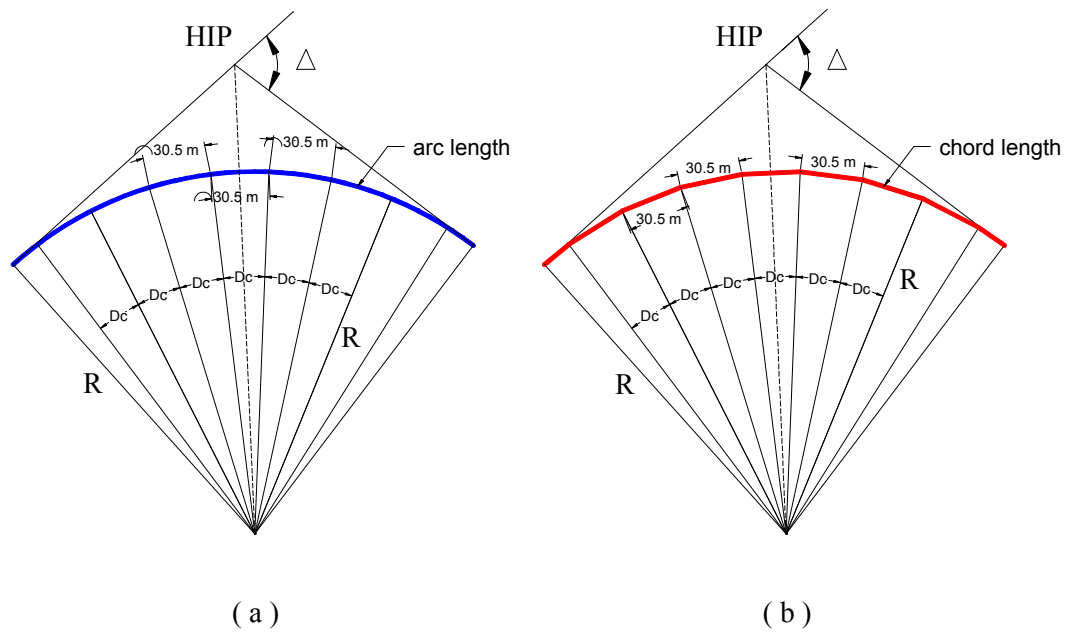 HIP
△
30.5 m
30.5 m
arc length
30.5 m
Dc
Dc
Dc
Dc
Dc
Dc
R
R
( a )
HIP
△
30.5 m
30.5 m
chord length
30.5 m
Dc
Dc
Dc
Dc
Dc
Dc
R
R
( b )